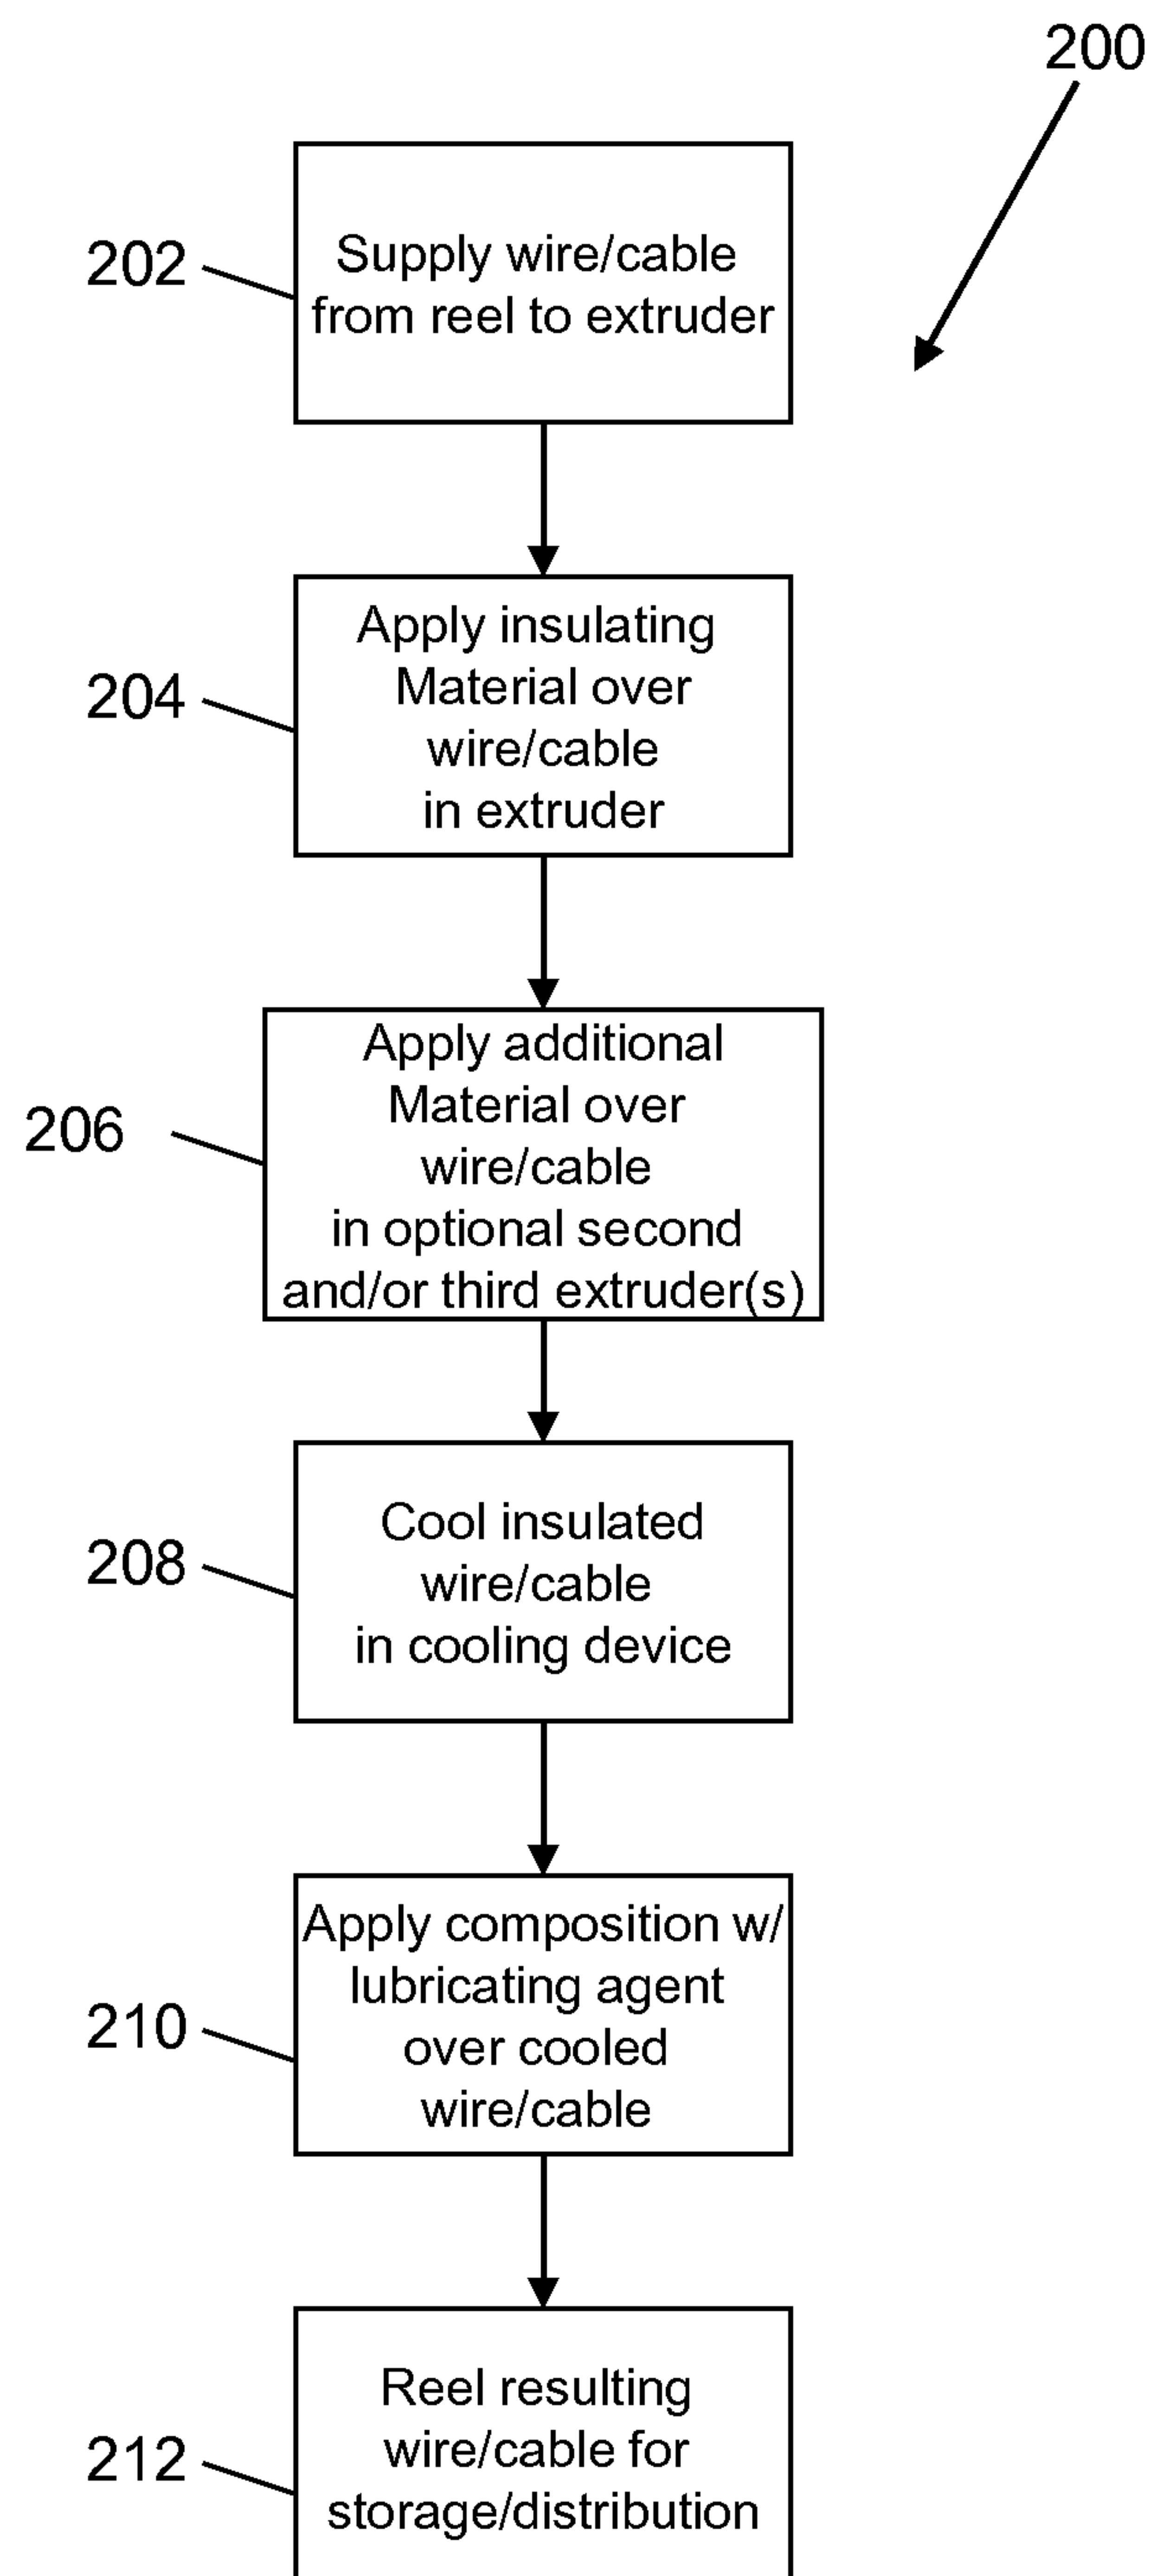 200
202
Supply wire/cable
from reel to extruder
204
Apply insulating
Material over
wire/cable
in extruder
206
Apply additional
Material over
wire/cable
in optional second
and/or third extruder(s)
208
Cool insulated
wire/cable
in cooling device
210
Apply composition w/
lubricating agent
over cooled
wire/cable
212
Reel resulting
wire/cable for
storage/distribution